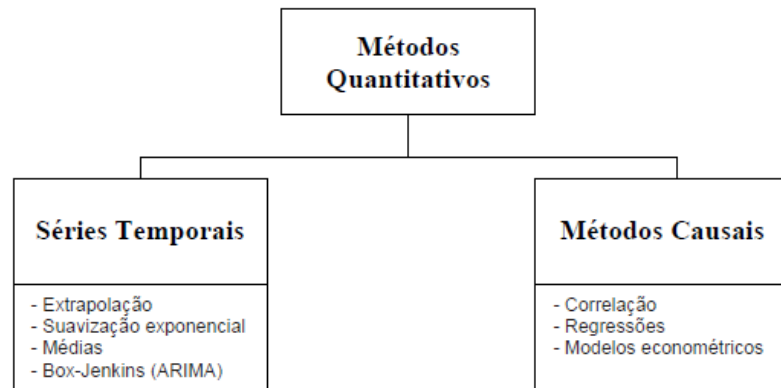 Métodos
Quantitativos
Séries Temporais
- Extrapolação
- Suavização exponencial
- Médias
- Box-Jenkins (ARIMA)
Métodos Causais
- Correlação
- Regressões
- Modelos econométricos